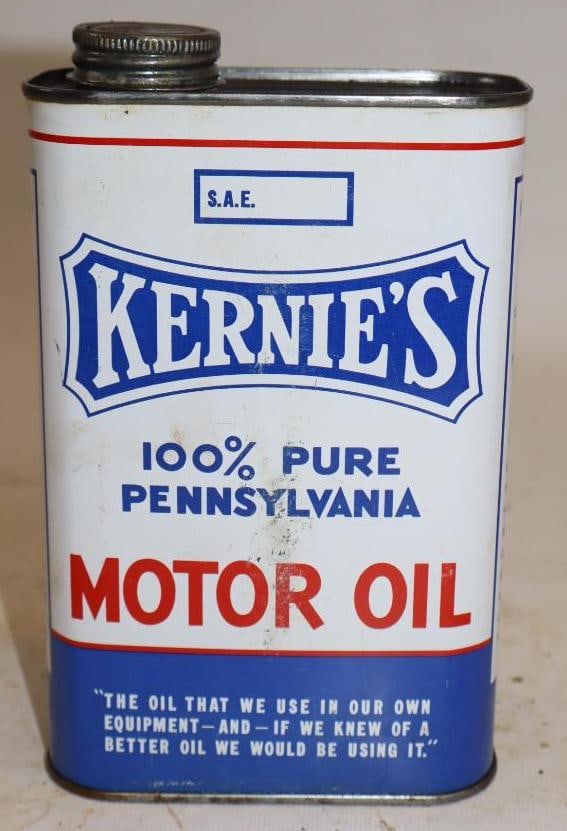 S.A.E.
KERNIE'S
100% PURE
PENNSYLVANIA
MOTOR OIL
"THE OIL THAT WE USE IN OUR OWN
EQUIPMENT—AND—IF WE KNEW OF A
BETTER OIL WE WOULD BE USING IT."